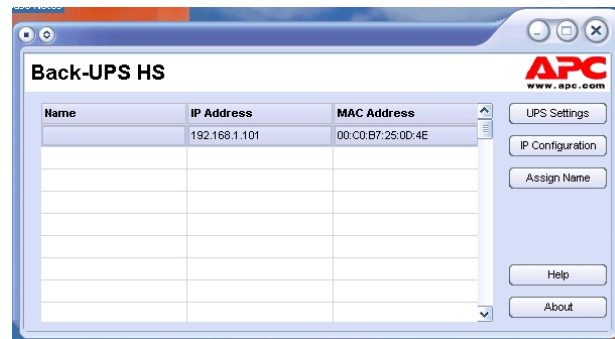 Back-UPS HS
APC
www.apc.com
Name IP Address MAC Address
192.168.1.101 00:C0:B7:25:0D:4E
UPS Settings
IP Configuration
Assign Name
Help
About